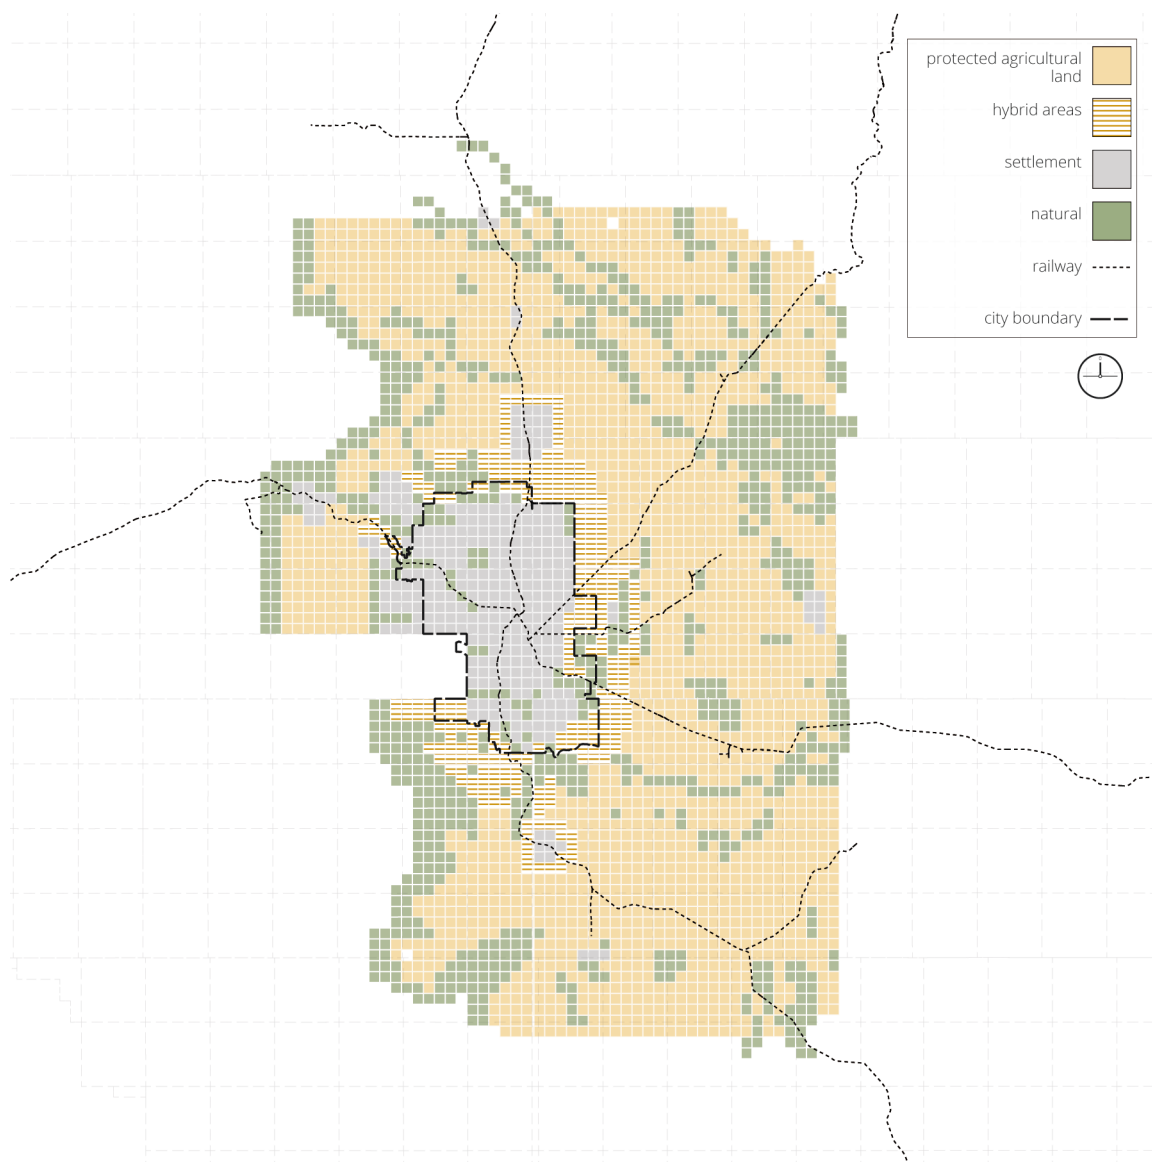 protected agricultural
land
hybrid areas
settlement
natural
railway
city boundary